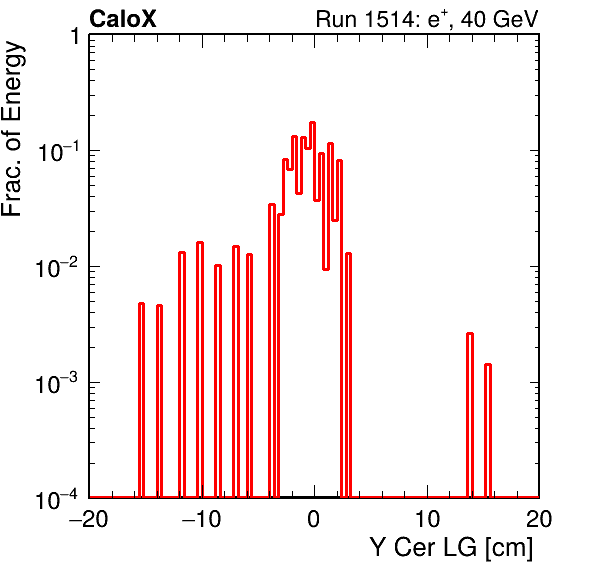 CaloX Run 1514: e⁺, 40 GeV
Frac. of Energy
1
10⁻¹
10⁻²
10⁻³
10⁻⁴
−20 −10 0 10 20
Y Cer LG [cm]